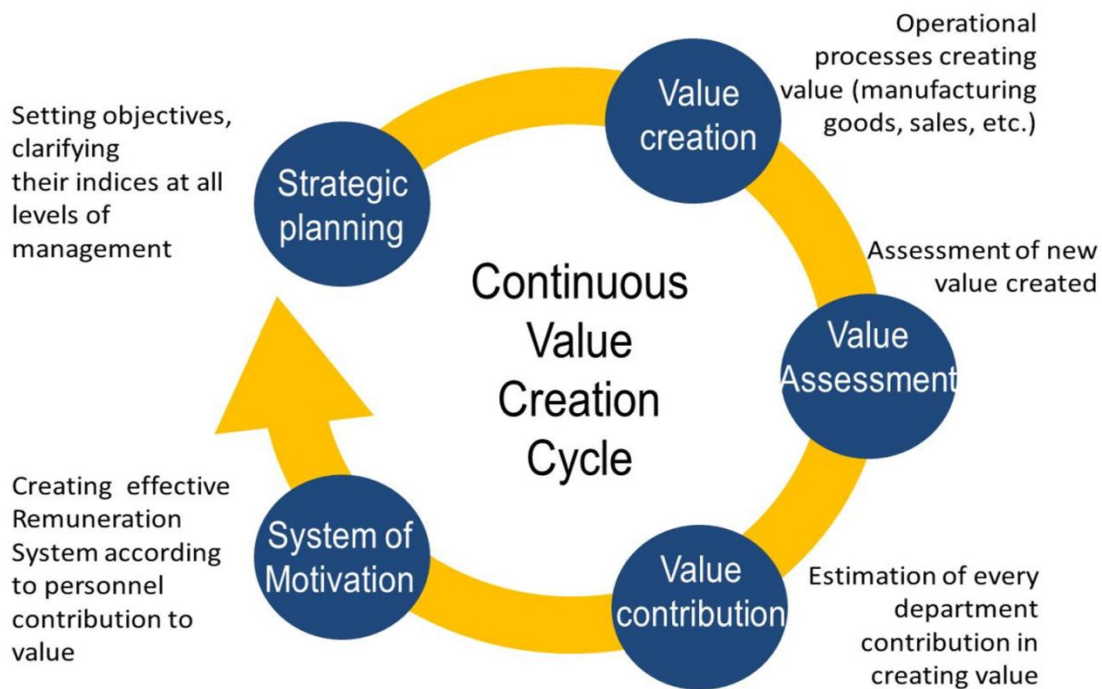 Operational
processes creating
value (manufacturing
goods, sales, etc.)
Value
creation
Setting objectives,
clarifying
their indices at all
levels of
management
Strategic
planning
Continuous
Value
Creation
Cycle
Assessment of new
value created
Value
Assessment
Creating effective
Remuneration
System according
to personnel
contribution to
value
System of
Motivation
Value
contribution
Estimation of every
department
contribution in
creating value